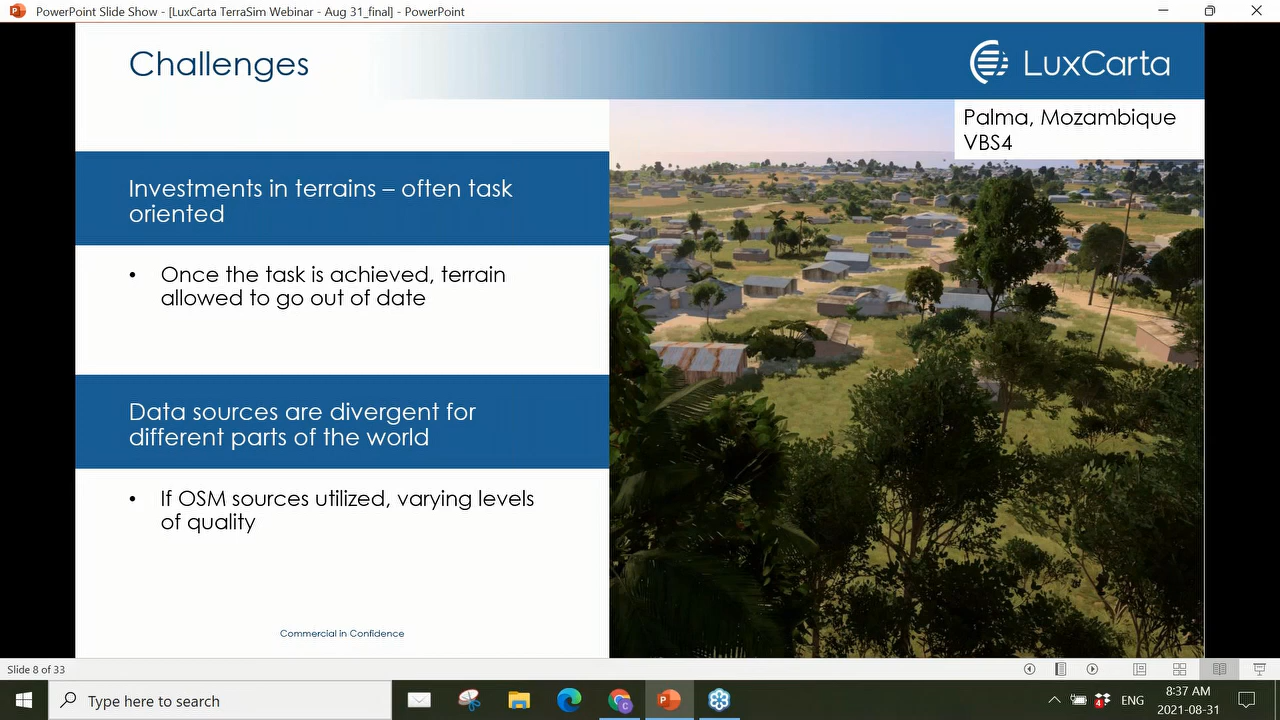 PowerPoint Slide Show - [LuxCarta TerraSim Webinar - Aug 31_final] - PowerPoint
Challenges
LuxCarta
Palma, Mozambique
VBS4
Investments in terrains – often task
oriented
• Once the task is achieved, terrain
allowed to go out of date
Data sources are divergent for
different parts of the world
• If OSM sources utilized, varying levels
of quality
Commercial in Confidence
Slide 8 of 33
Type here to search
C
P
4
ENG
8:37 AM
2021-08-31